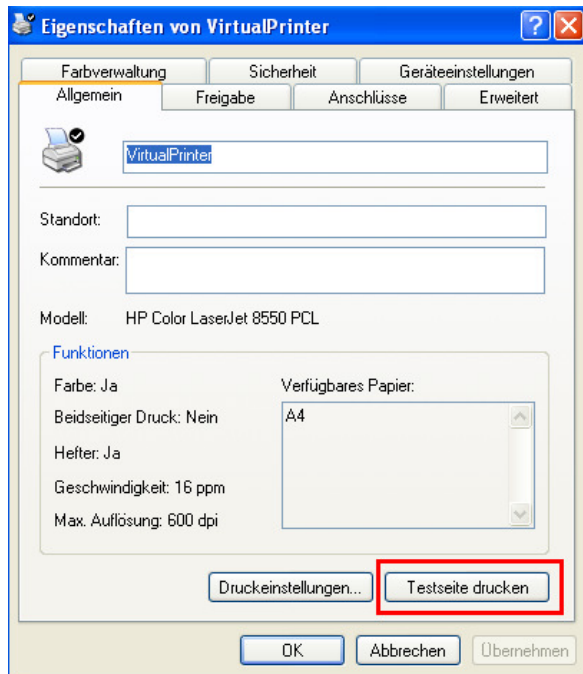 Eigenschaften von VirtualPrinter
Farbverwaltung Sicherheit Geräteeinstellungen
Allgemein Freigabe Anschlüsse Erweitert
VirtualPrinter
Standort:
Kommentar:
Modell: HP Color LaserJet 8550 PCL
Funktionen
Farbe: Ja Verfügbares Papier:
Beidseitiger Druck: Nein A4
Hefter: Ja
Geschwindigkeit: 16 ppm
Max. Auflösung: 600 dpi
Druckeinstellungen... Testseite drucken
OK Abbrechen Übernehmen